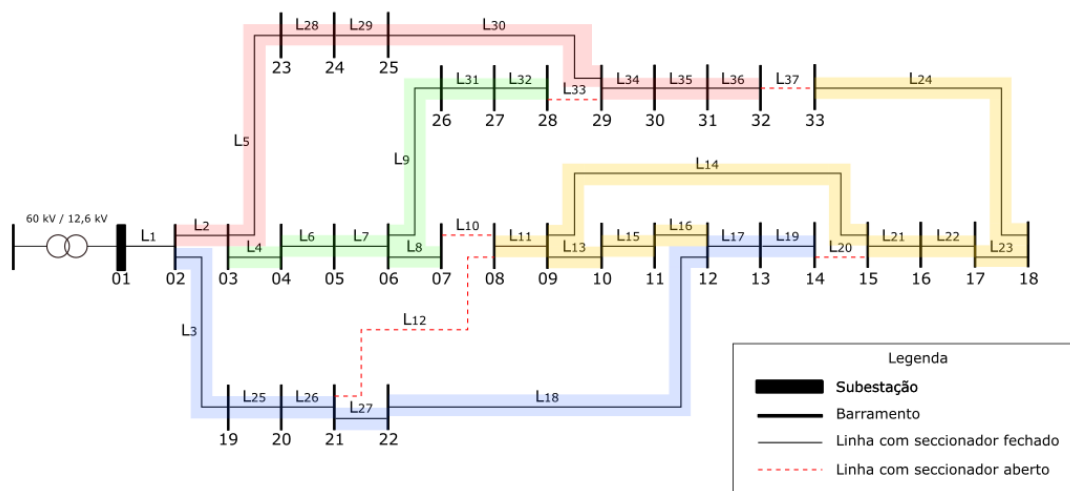 L28 L29 L30
23 24 25
L31 L32 L33 L34 L35 L36 L37 L24
26 27 28 29 30 31 32 33
L5
L9
L14
60 kV / 12,6 kV
L1 L2 L4 L6 L7 L8 L10 L11 L13 L15 L16 L17 L19 L20 L21 L22 L23
01 02 03 04 05 06 07 08 09 10 11 12 13 14 15 16 17 18
L3
L12
L25 L26 L27 L18
19 20 21 22
Legenda
Subestação
Barramento
Linha com seccionador fechado
Linha com seccionador aberto